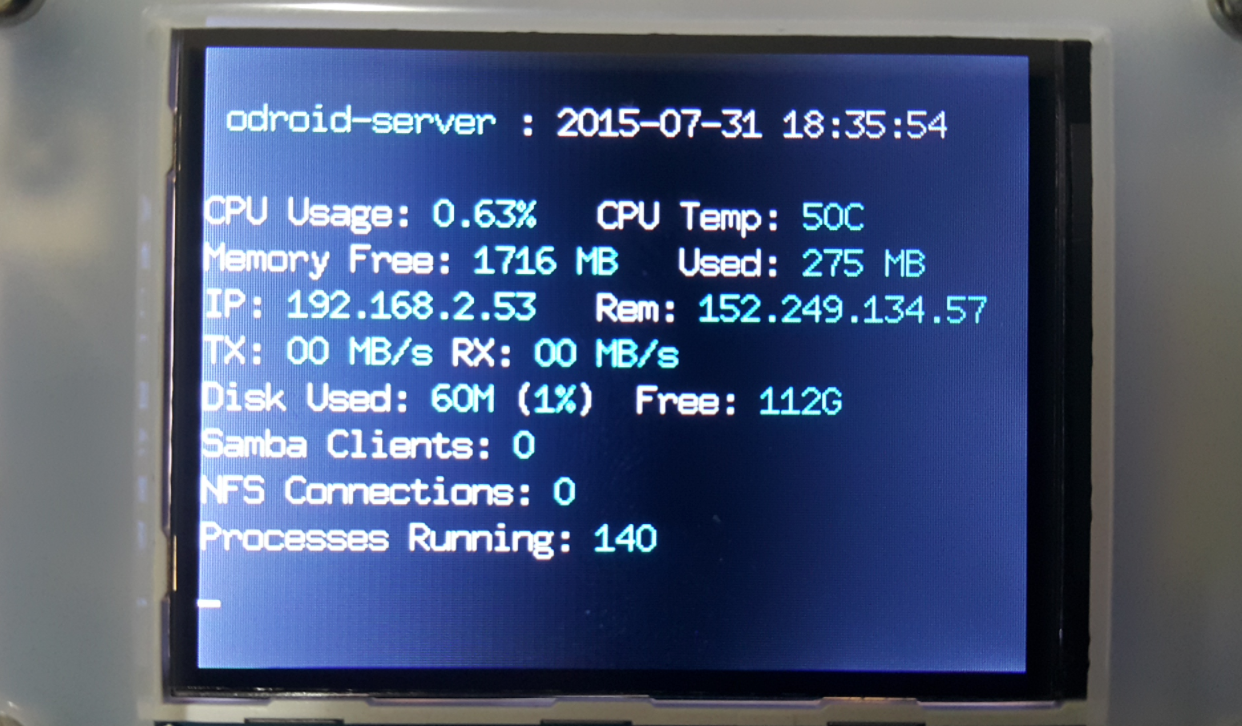 odroid-server : 2015-07-31 18:35:54
CPU Usage: 0.63% CPU Temp: 50C
Memory Free: 1716 MB Used: 275 MB
IP: 192.168.2.53 Rem: 152.249.134.57
TX: 00 MB/s RX: 00 MB/s
Disk Used: 60M (1%) Free: 112G
Samba Clients: 0
NFS Connections: 0
Processes Running: 140
_